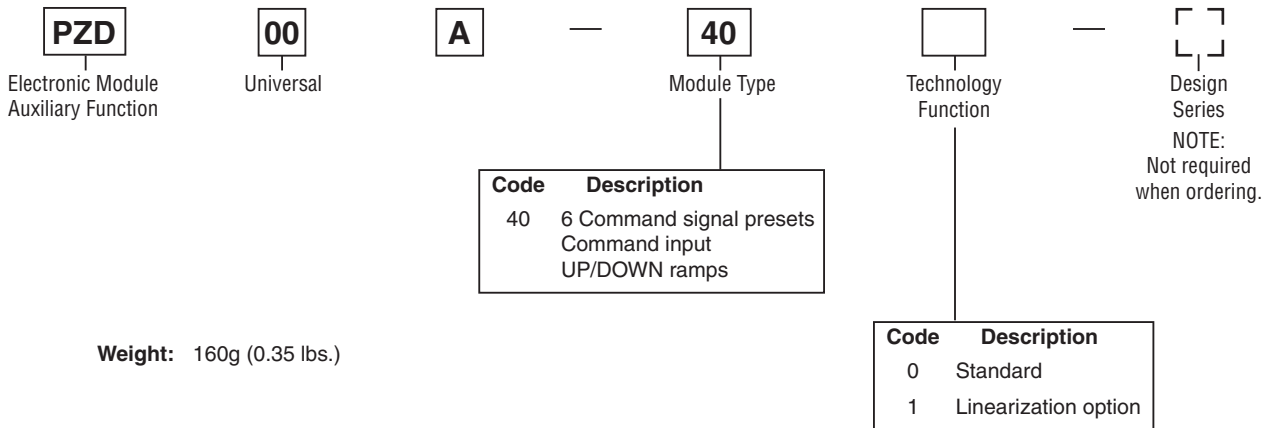 PZD 00 A — 40 —
Electronic Module
Auxiliary Function
Universal
Module Type
Technology
Function
Design
Series
NOTE:
Not required
when ordering.
Code Description
40 6 Command signal presets
Command input
UP/DOWN ramps
Weight: 160g (0.35 lbs.)
Code Description
0 Standard
1 Linearization option